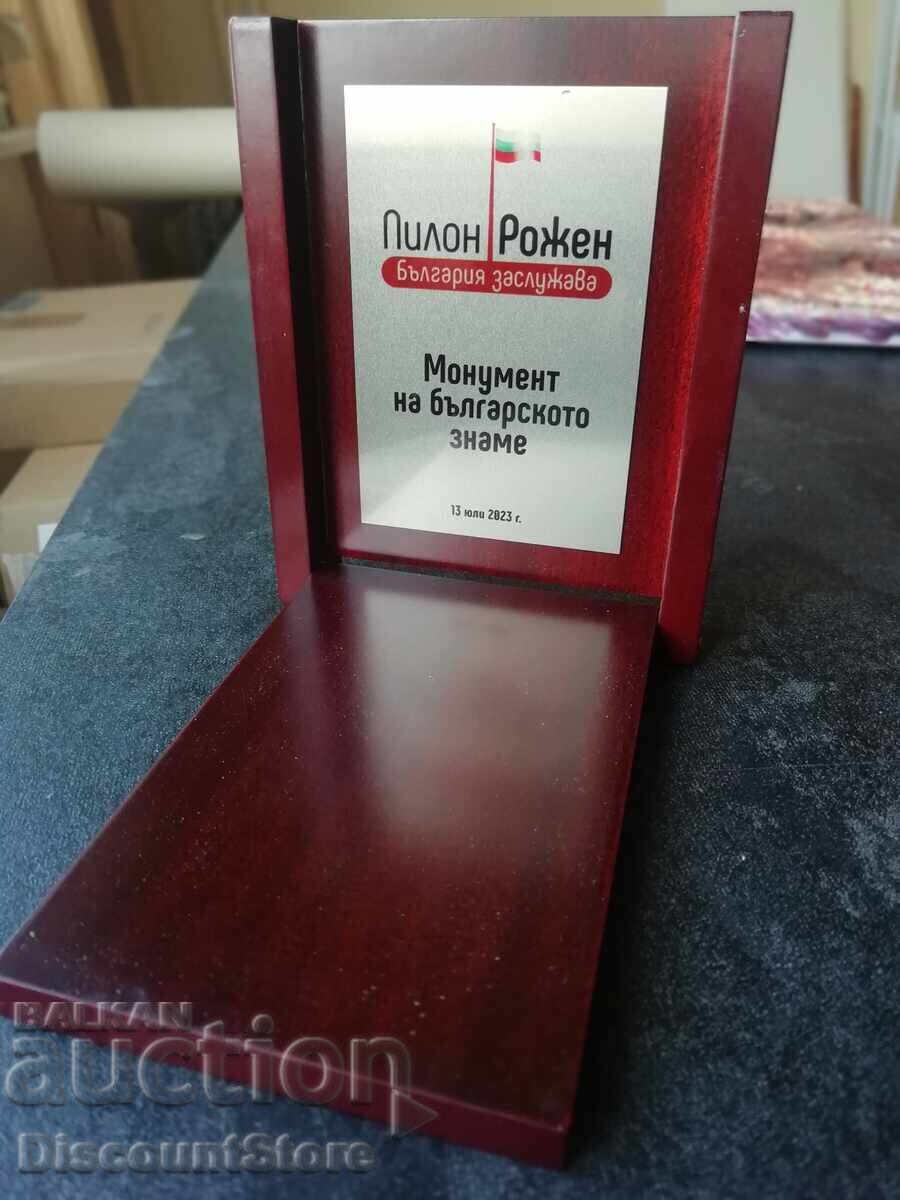 Пилон Рожен
България заслужава
Монумент
на българското
знаме
13 юли 2023 г.
BALKAN
auction
DiscountStore